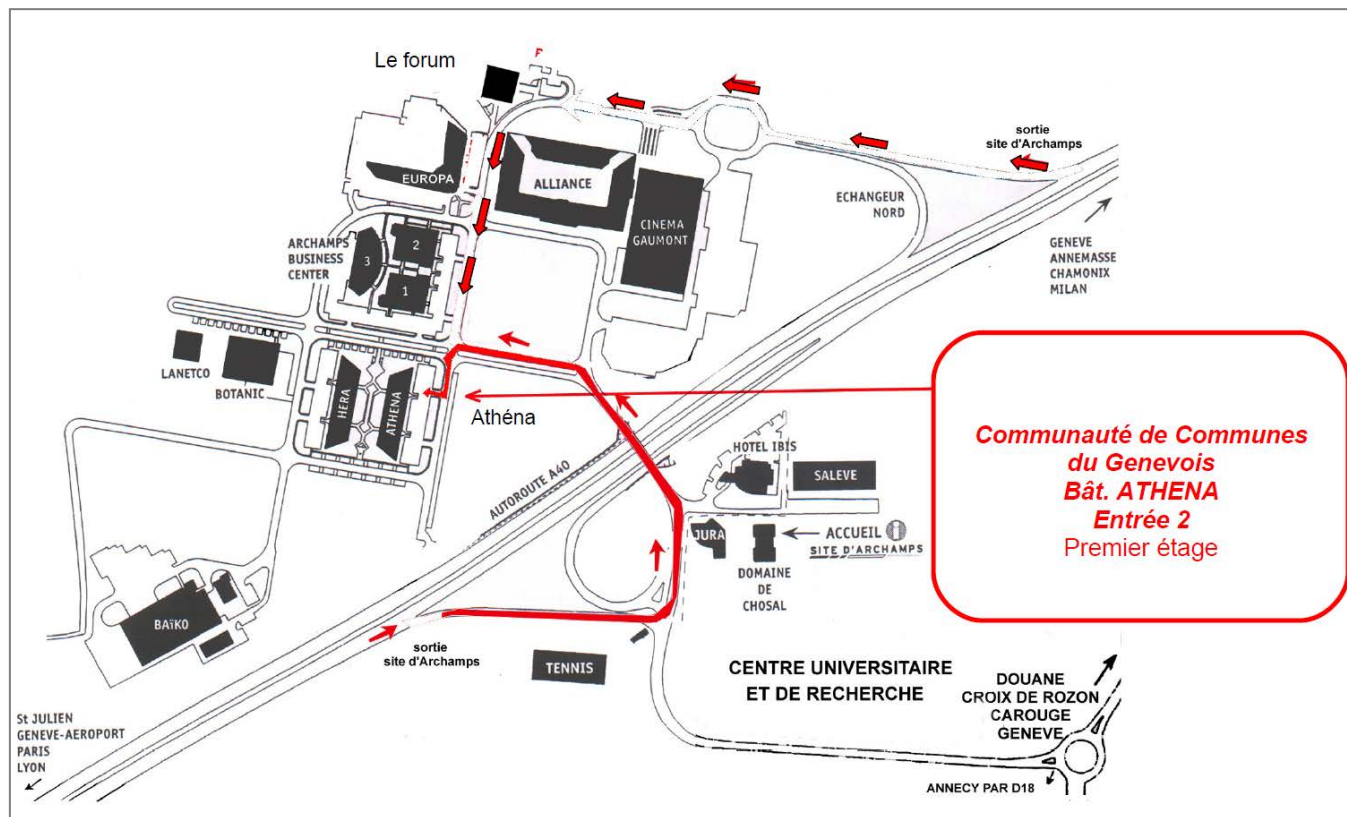 Le forum
P
sortie
site d'Archamps
EUROPA
ALLIANCE
CINEMA
GAUMONT
ECHANGEUR
NORD
GENEVE
ANNEMASSE
CHAMONIX
MILAN
ARCHAMPS
BUSINESS
CENTER
2
3
1
LANETCO
BOTANIC
HERA
ATHENA
Athéna
AUTOROUTE A40
HOTEL IBIS
SALEVE
JURA
ACCUEIL
SITE D'ARCHAMPS
DOMAINE
DE
CHOSAL
Communauté de Communes
du Genevois
Bât. ATHENA
Entrée 2
Premier étage
BAïKO
sortie
site d'Archamps
TENNIS
CENTRE UNIVERSITAIRE
ET DE RECHERCHE
DOUANE
CROIX DE ROZON
CAROUGE
GENEVE
St JULIEN
GENEVE-AEROPORT
PARIS
LYON
ANNECY PAR D18